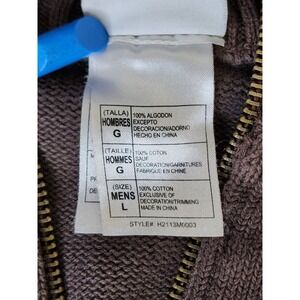 (TALLA)
HOMBRES
G
100% ALGODON
EXCEPTO
DECORACION/ADORNO
HECHO EN CHINA
(TAILLE)
HOMMES
G
100% COTON
SAUF
DECORATION/GARNITURES
FABRIQUE EN CHINE
(SIZE)
MENS
L
100% COTTON
EXCLUSIVE OF
DECORATION/TRIMMING
MADE IN CHINA
STYLE#: H2113M0003